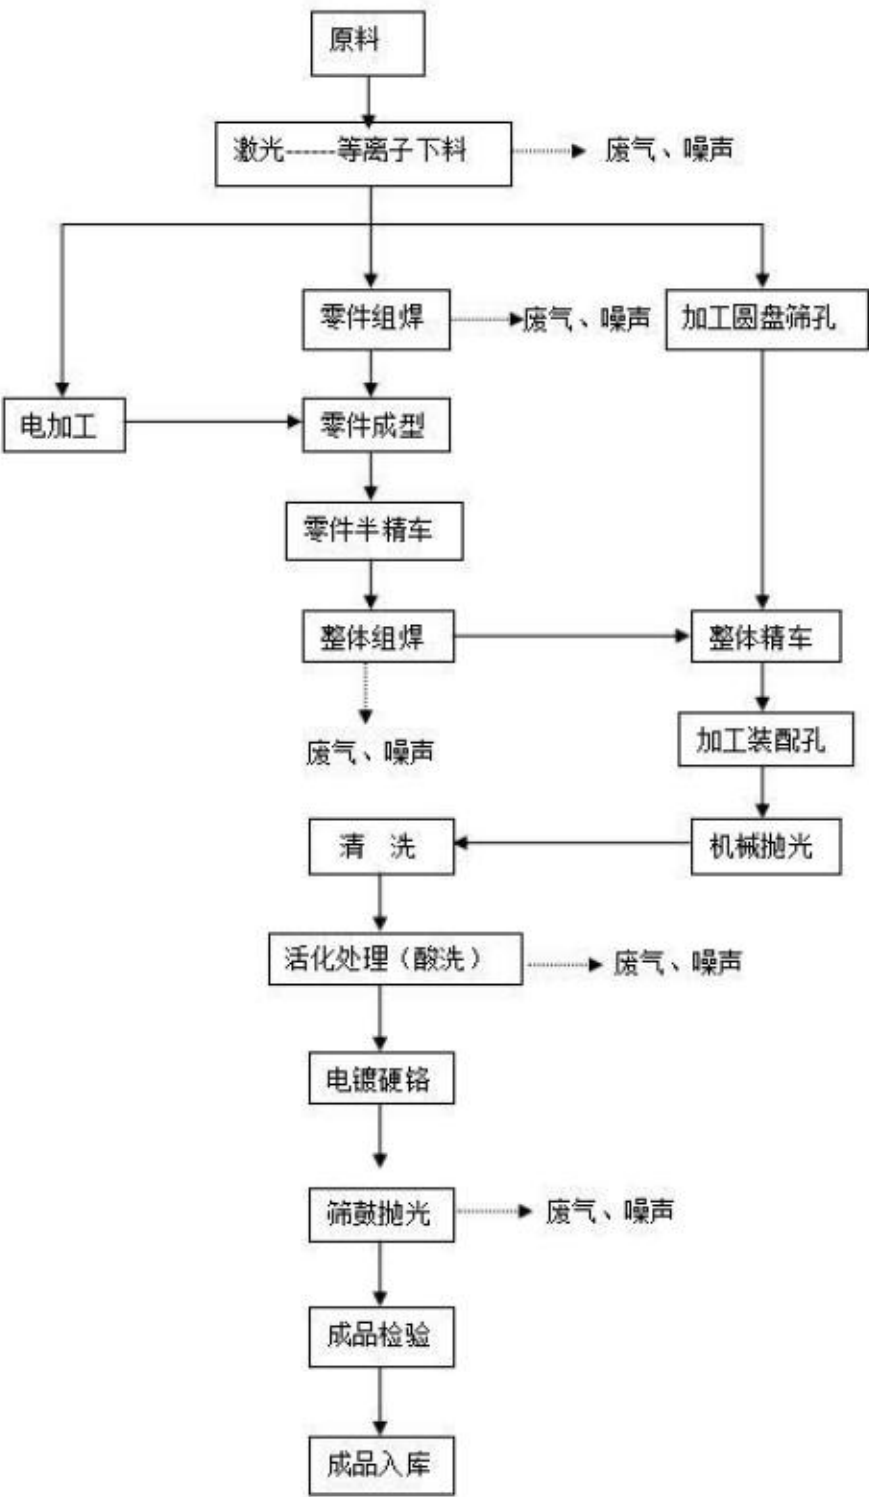 原料
激光------等离子下料
废气、噪声
零件组焊
废气、噪声
加工圆盘筛孔
电加工
零件成型
零件半精车
整体组焊
整体精车
废气、噪声
加工装配孔
清 洗
机械抛光
活化处理（酸洗）
废气、噪声
电镀硬铬
筛鼓抛光
废气、噪声
成品检验
成品入库